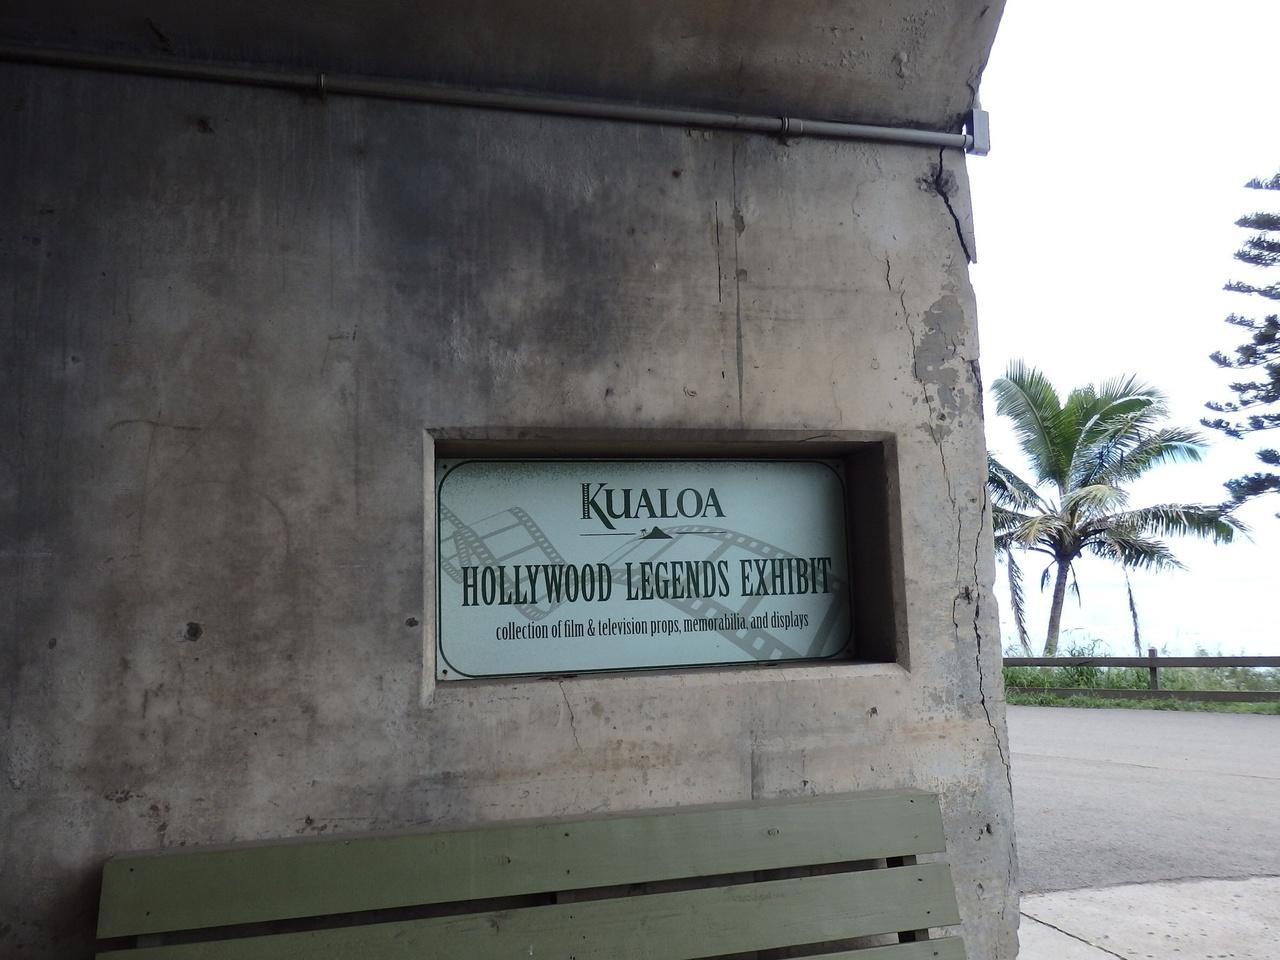 KUALOA
HOLLYWOOD LEGENDS EXHIBIT
collection of film & television props, memorabilia, and displays